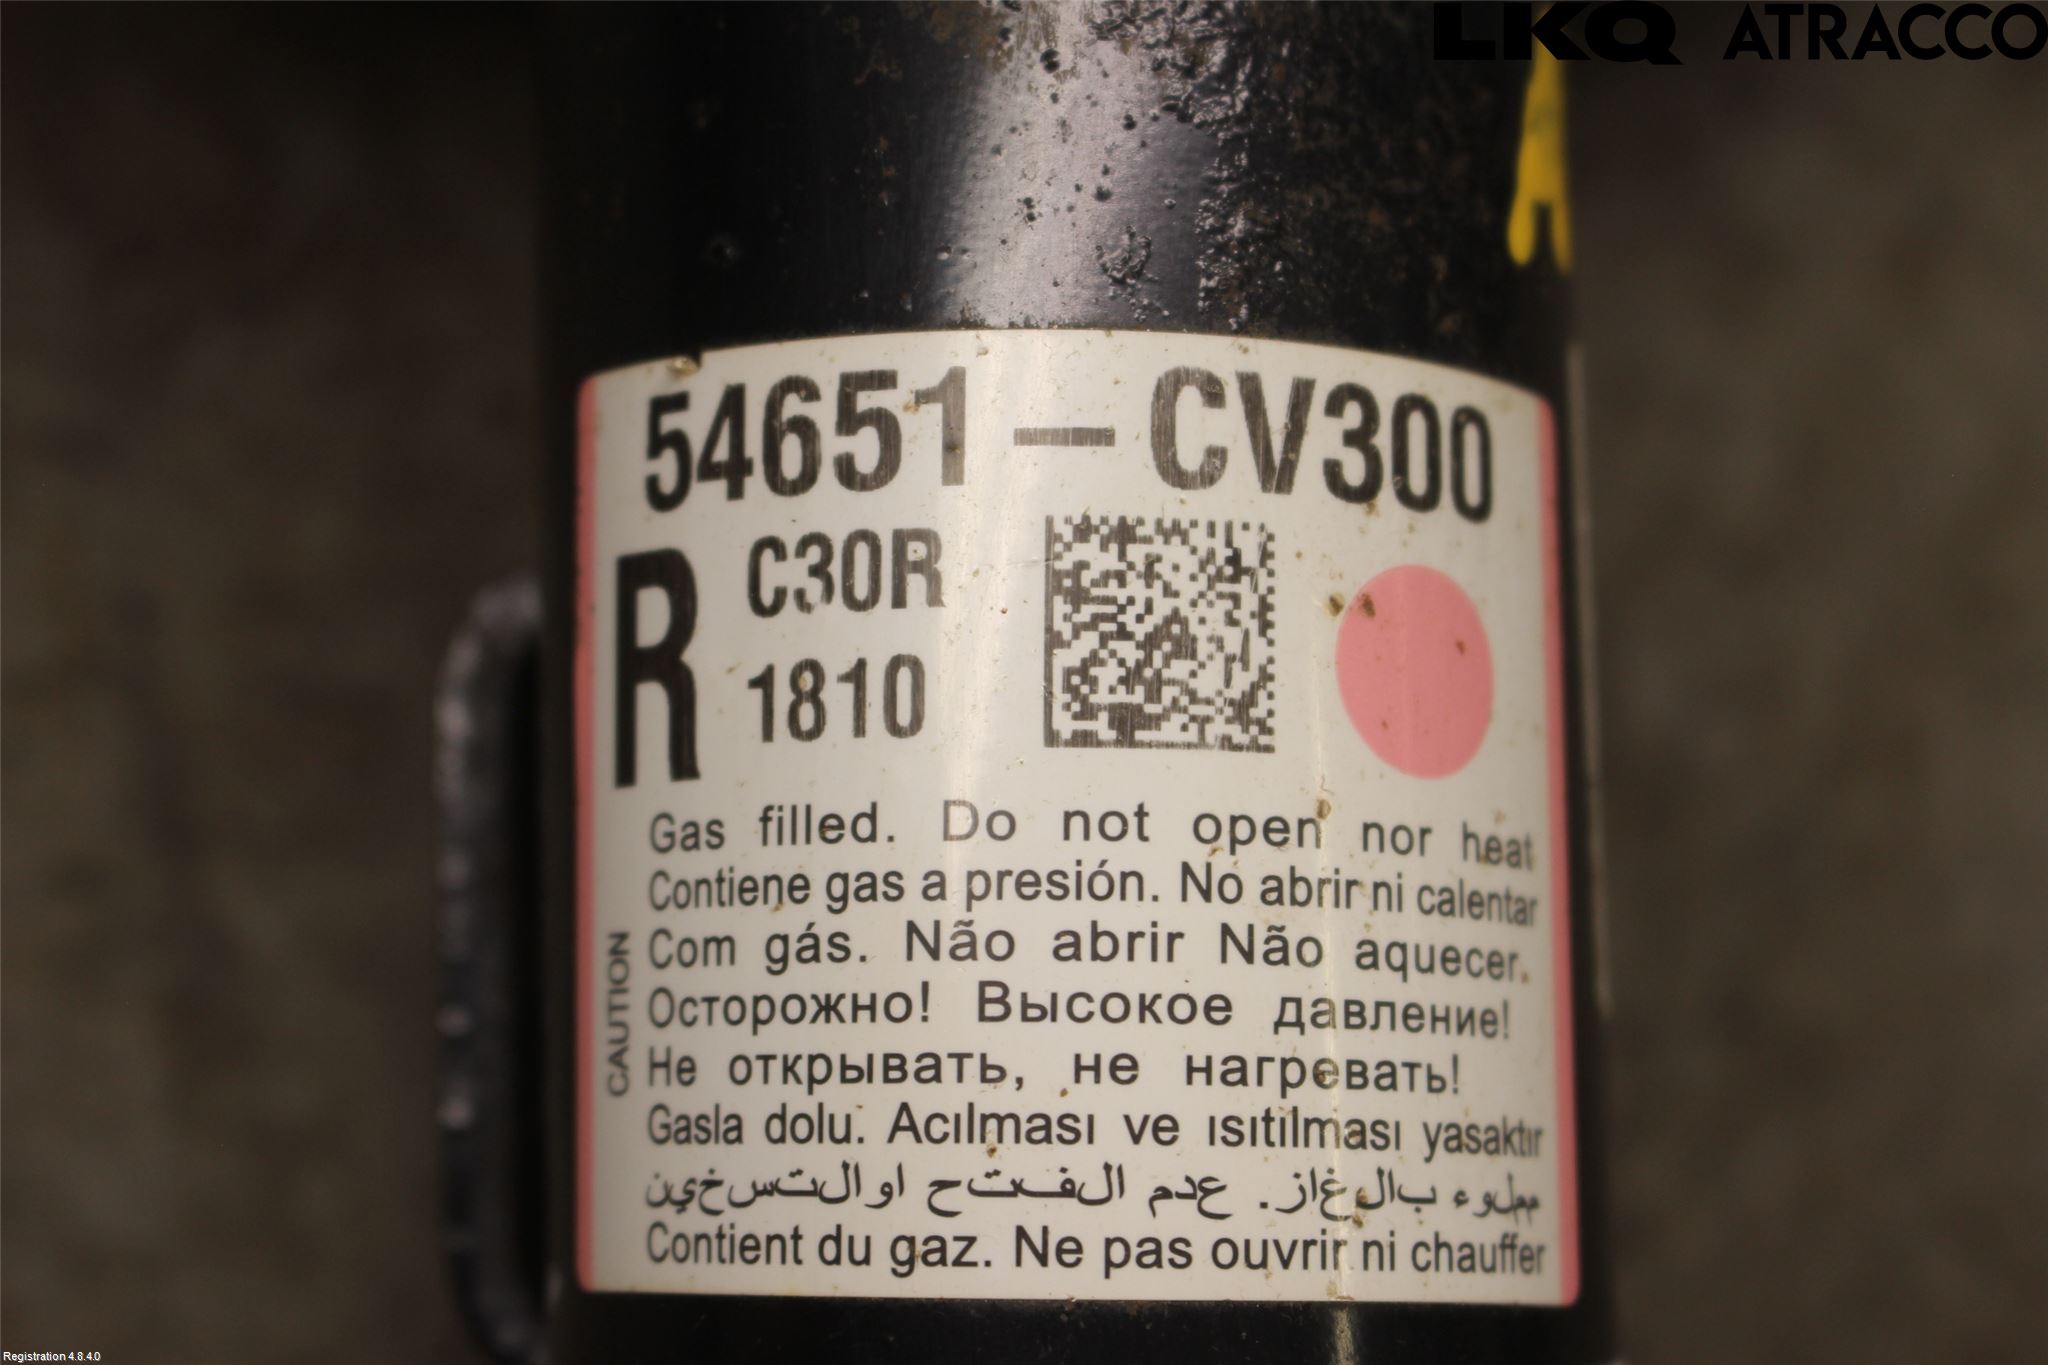 LKQ ATRACCO
54651-CV300
R
C30R
1810
Gas filled. Do not open nor heat
Contiene gas a presión. No abrir ni calentar
Com gás. Não abrir Não aquecer.
Осторожно! Высокое давление!
Не открывать, не нагревать!
Gasla dolu. Acılması ve ısıtılması yasaktır
مملوء بالغاز. عدم الفتح او التسخين
Contient du gaz. Ne pas ouvrir ni chauffer
CAUTION
Registration 4.8.4.0